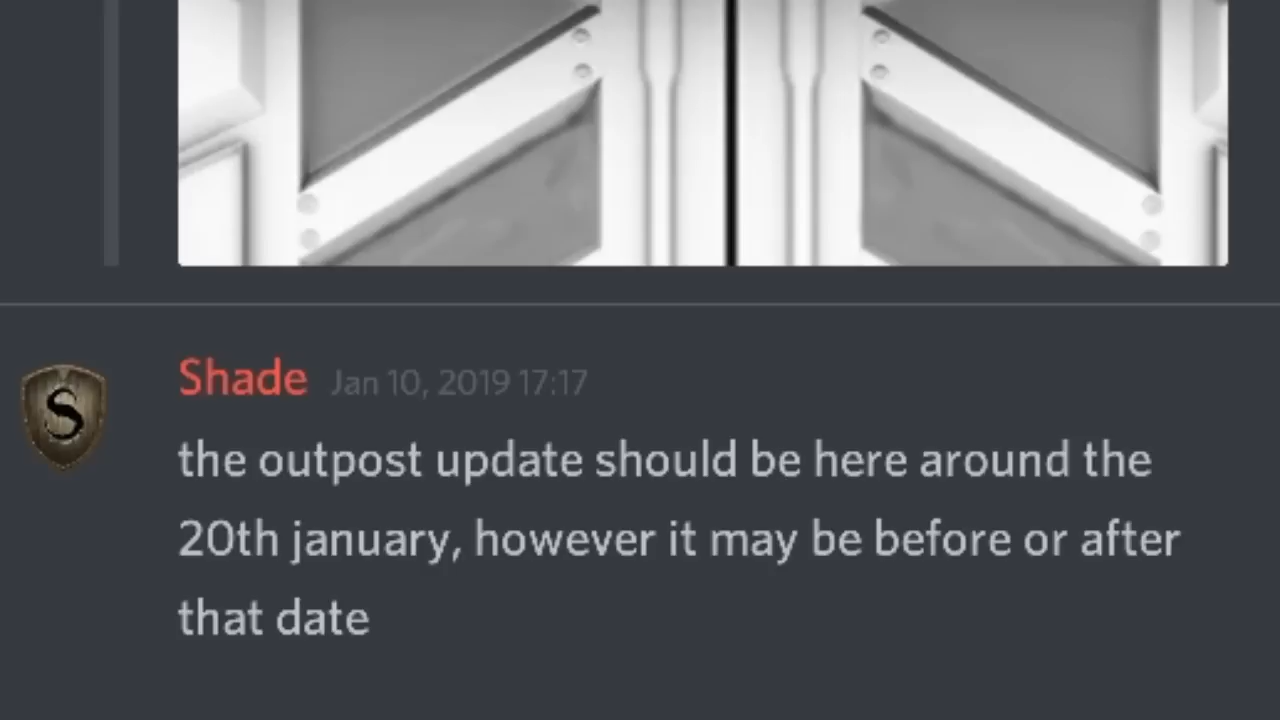 Shade Jan 10, 2019 17:17
S
the outpost update should be here around the
20th january, however it may be before or after
that date